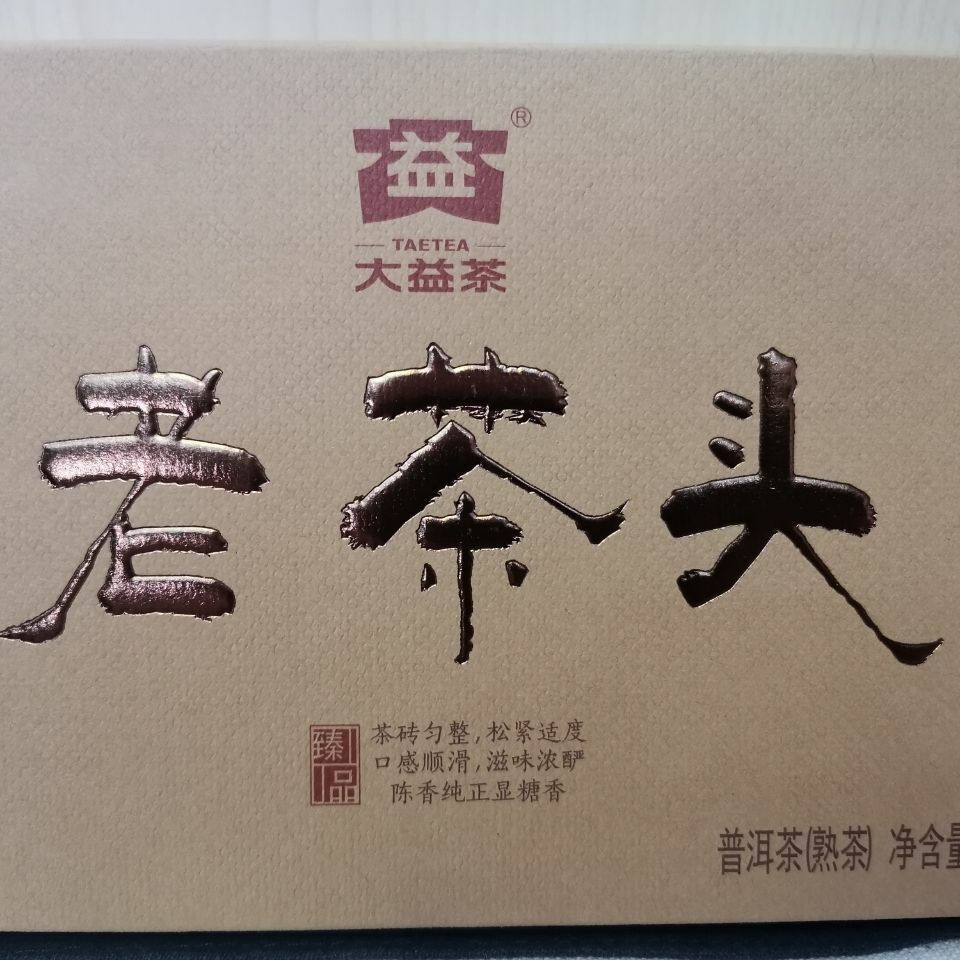 益®
TAETEA
大益茶
老茶头
臻品
茶砖匀整,松紧适度
口感顺滑,滋味浓酽
陈香纯正显糖香
普洱茶(熟茶) 净含量